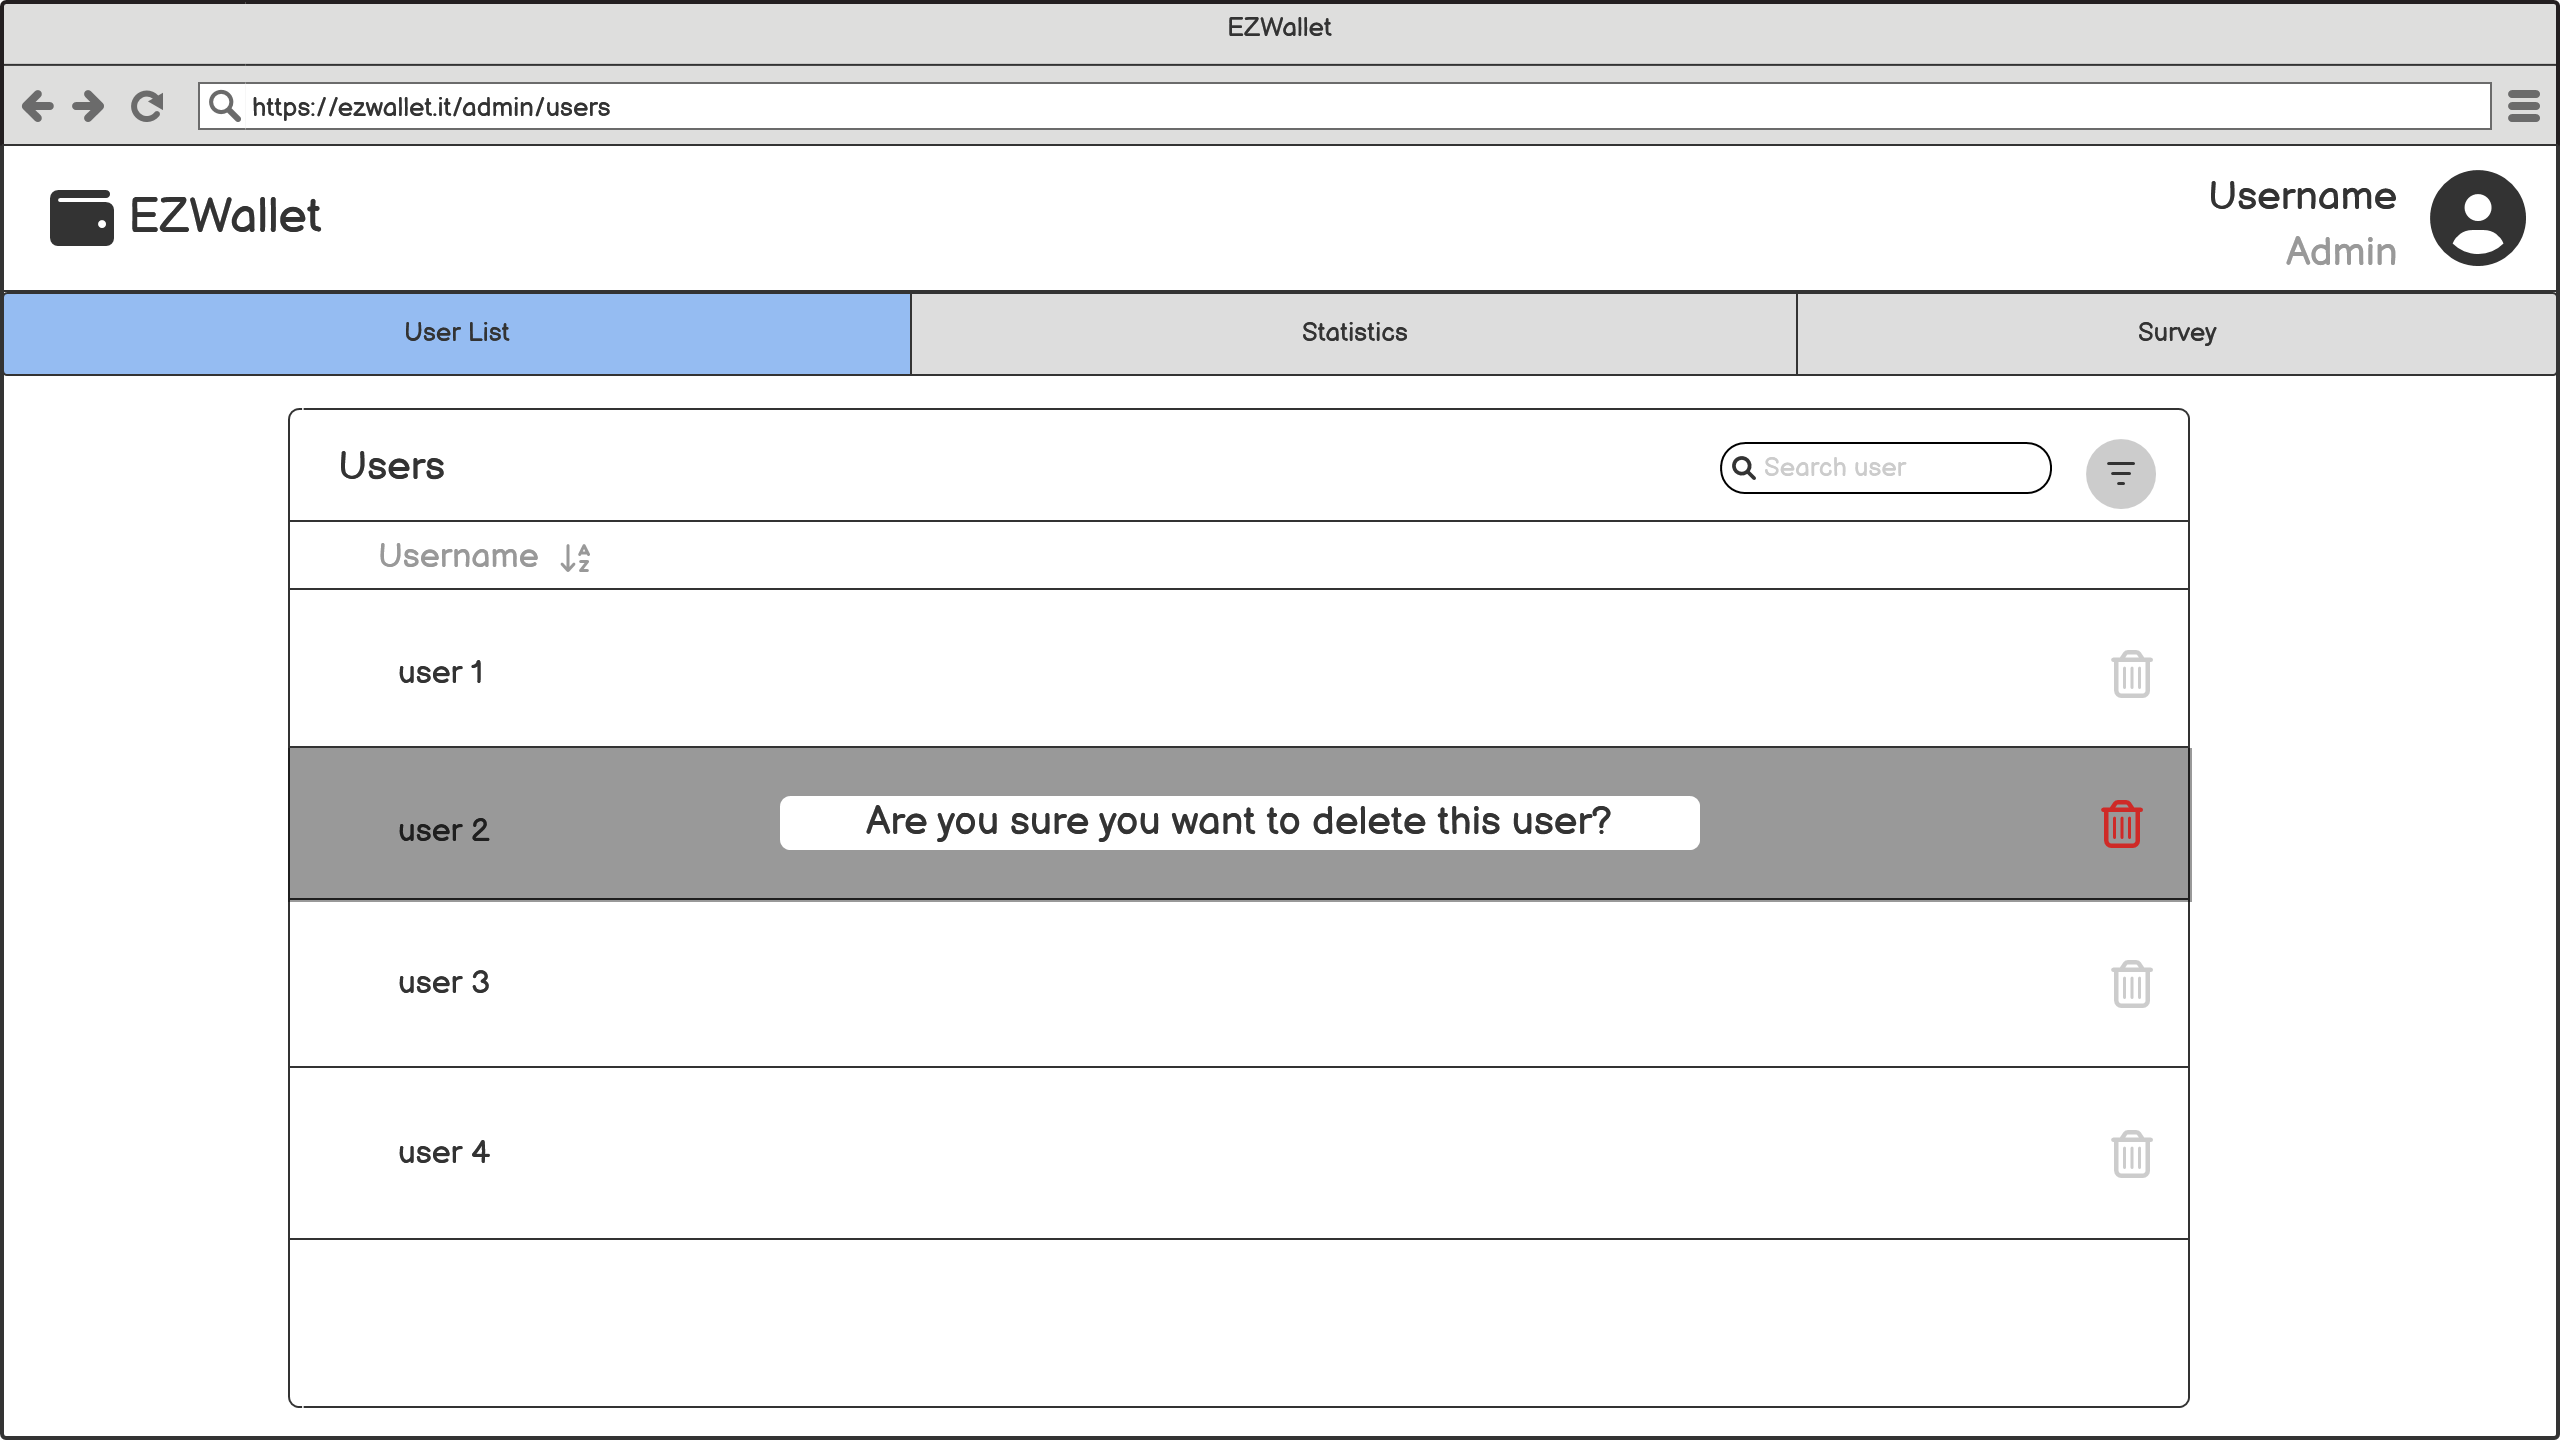 EZWallet
https://ezwallet.it/admin/users
EZWallet
Username
Admin
User List
Statistics
Survey
Users
Search user
Username
user 1
user 2
Are you sure you want to delete this user?
user 3
user 4